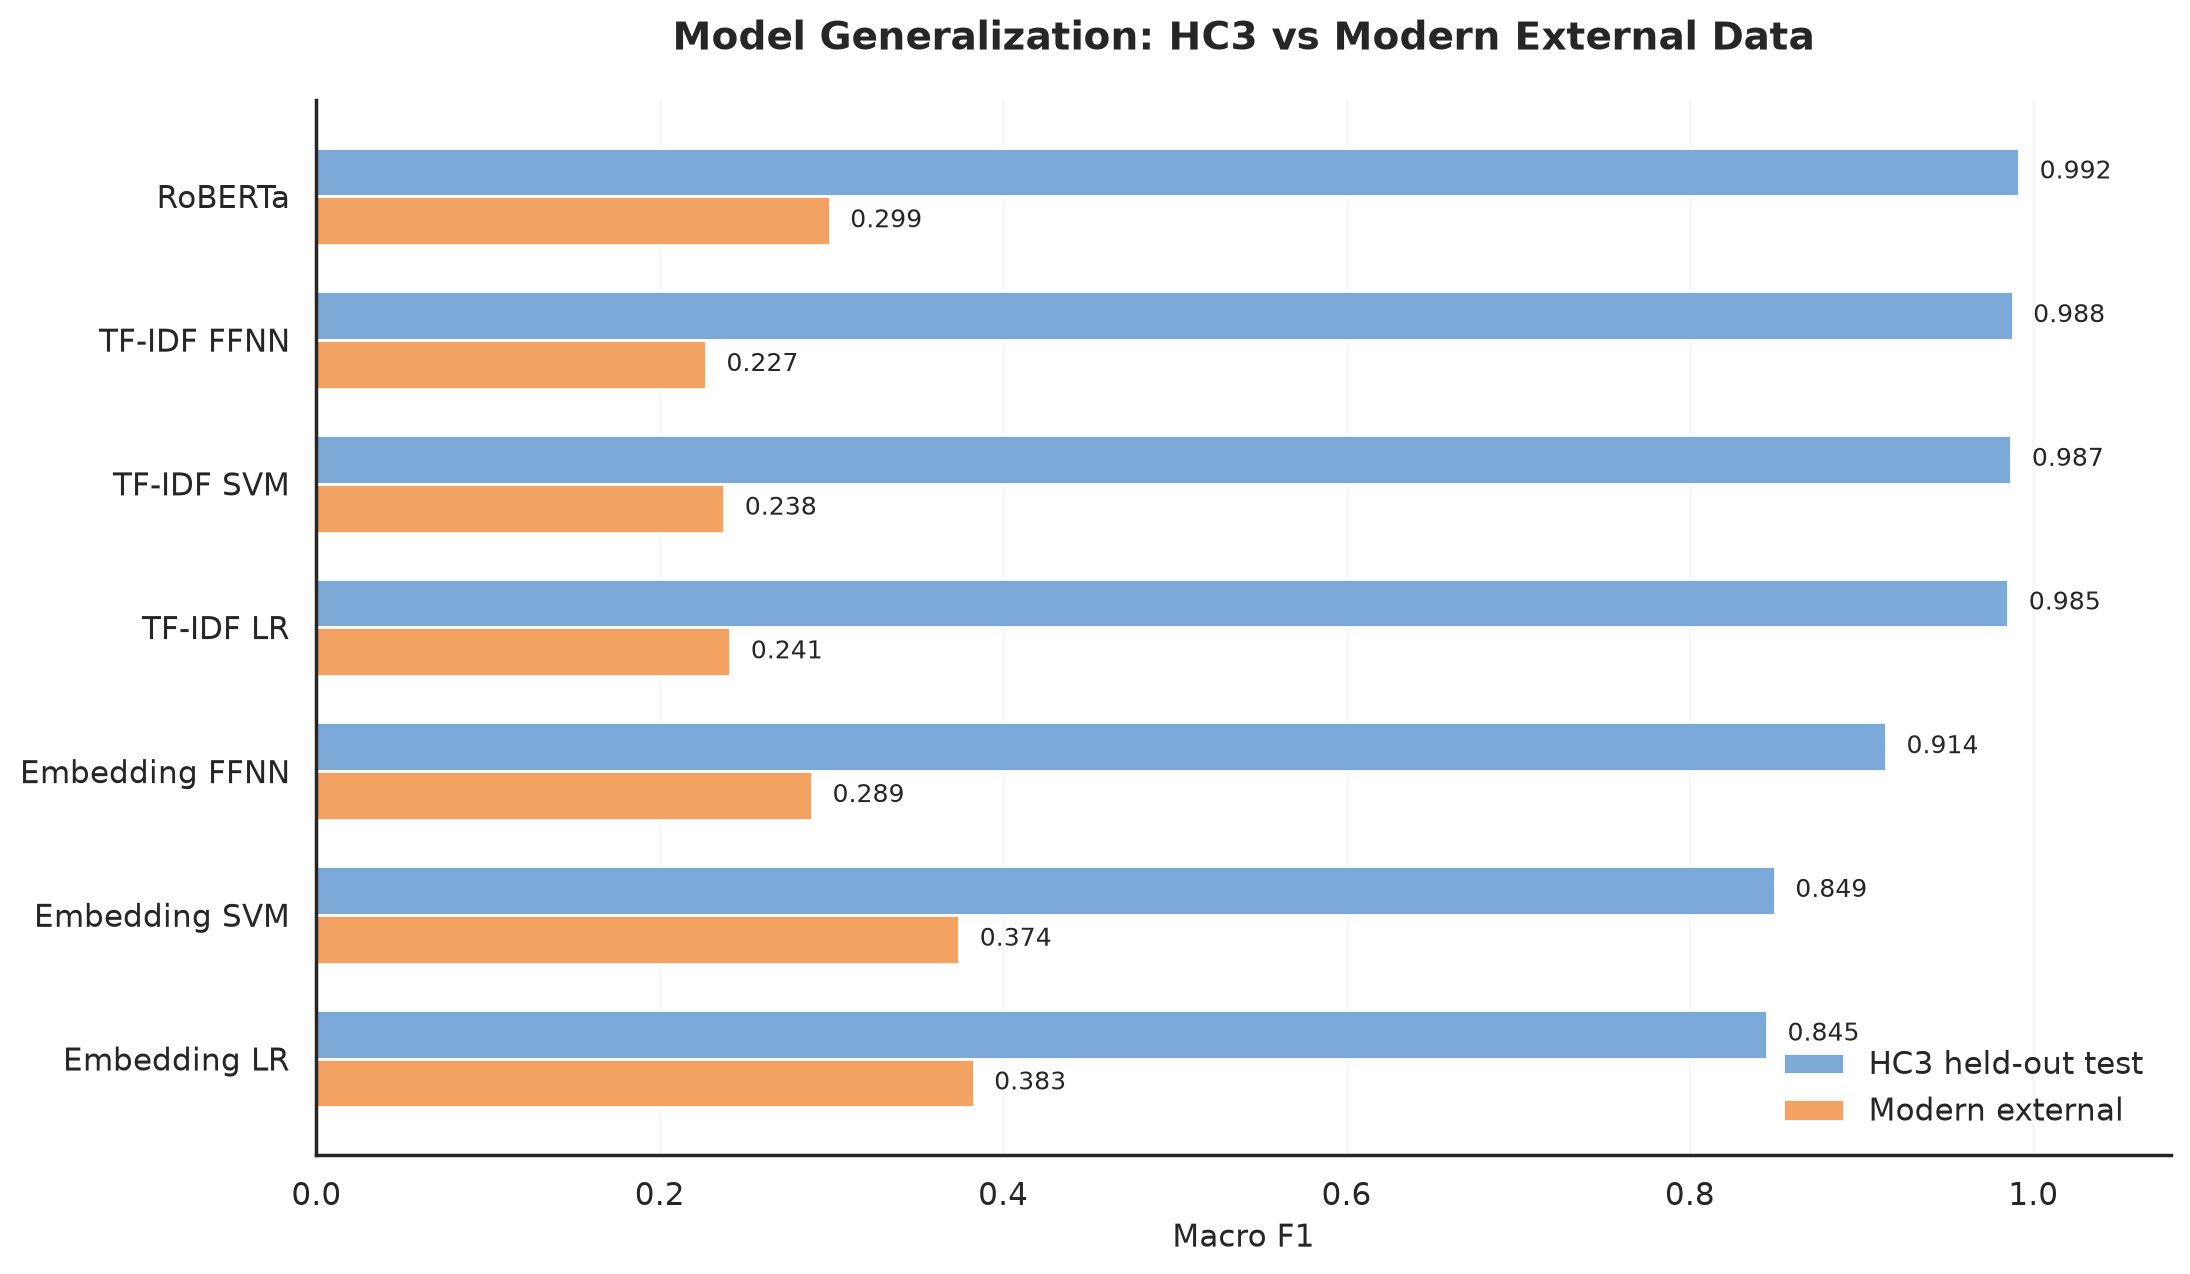 Model Generalization: HC3 vs Modern External Data
RoBERTa
0.992
0.299
TF-IDF FFNN
0.988
0.227
TF-IDF SVM
0.987
0.238
TF-IDF LR
0.985
0.241
Embedding FFNN
0.914
0.289
Embedding SVM
0.849
0.374
Embedding LR
0.845
0.383
HC3 held-out test
Modern external
0.0 0.2 0.4 0.6 0.8 1.0
Macro F1